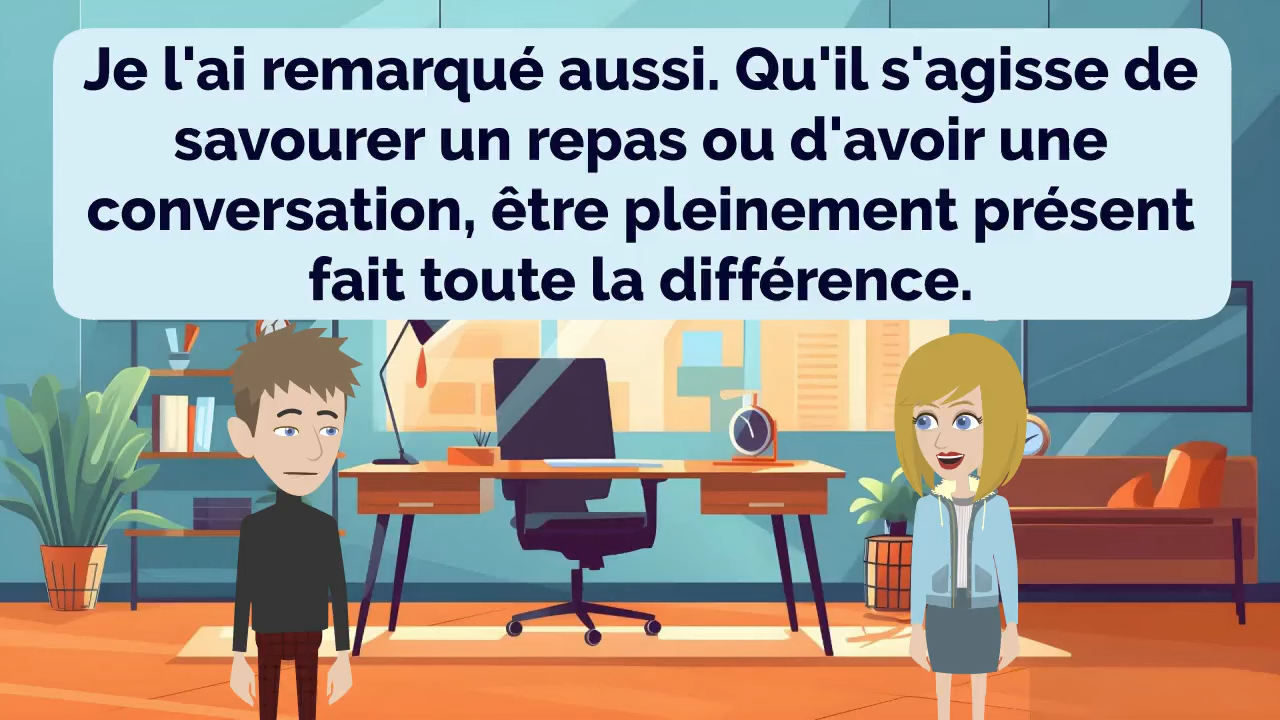 Je l'ai remarqué aussi. Qu'il s'agisse de
savourer un repas ou d'avoir une
conversation, être pleinement présent
fait toute la différence.